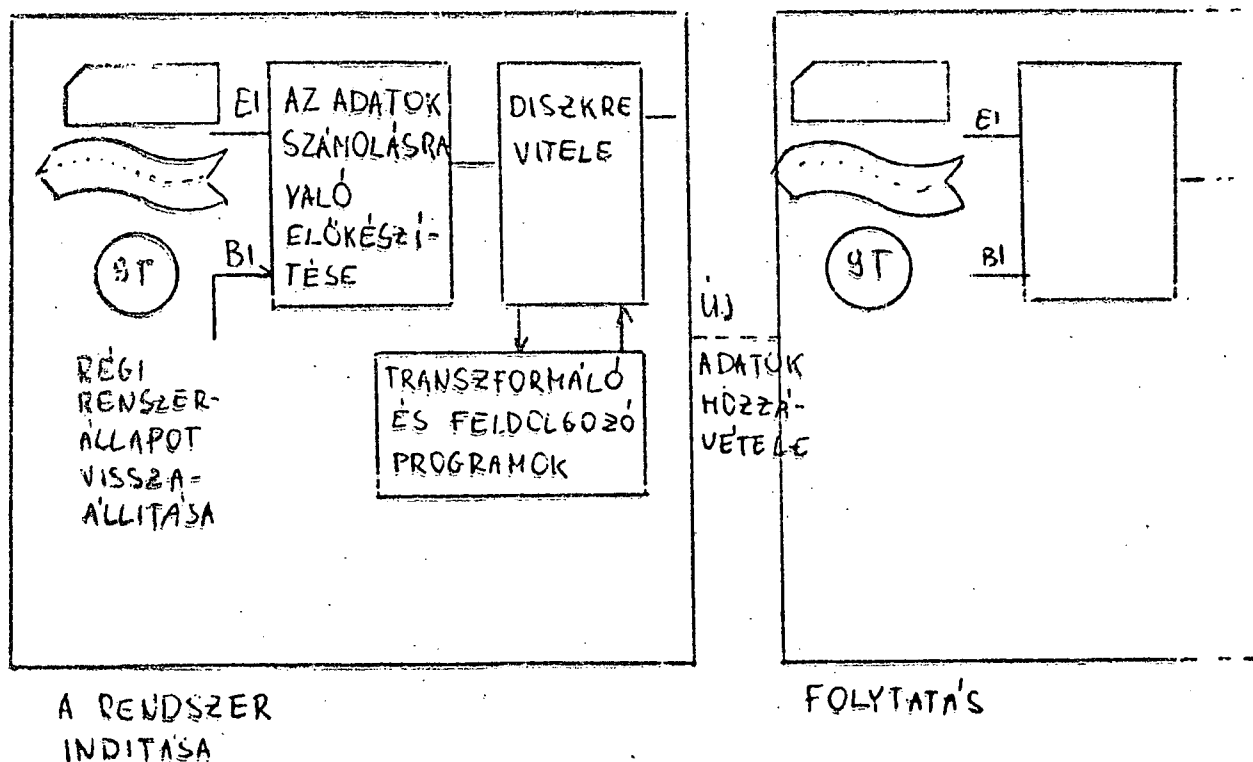 EI
AZ ADATOK
SZÁMOLÁSRA
VALÓ
ELŐKÉSZÍ-
TÉSE
DISZKRE
VITELE
9T
BI
RÉGI
RENSZER-
ÁLLAPOT
VISSZA-
ÁLLITÁSA
TRANSZFORMÁLÓ
ÉS FELDOLGOZÓ
PROGRAMOK
ÚJ
ADATOK
HOZZÁ-
VÉTELE
EI
9T
BI
A RENDSZER
INDITÁSA
FOLYTATÁS